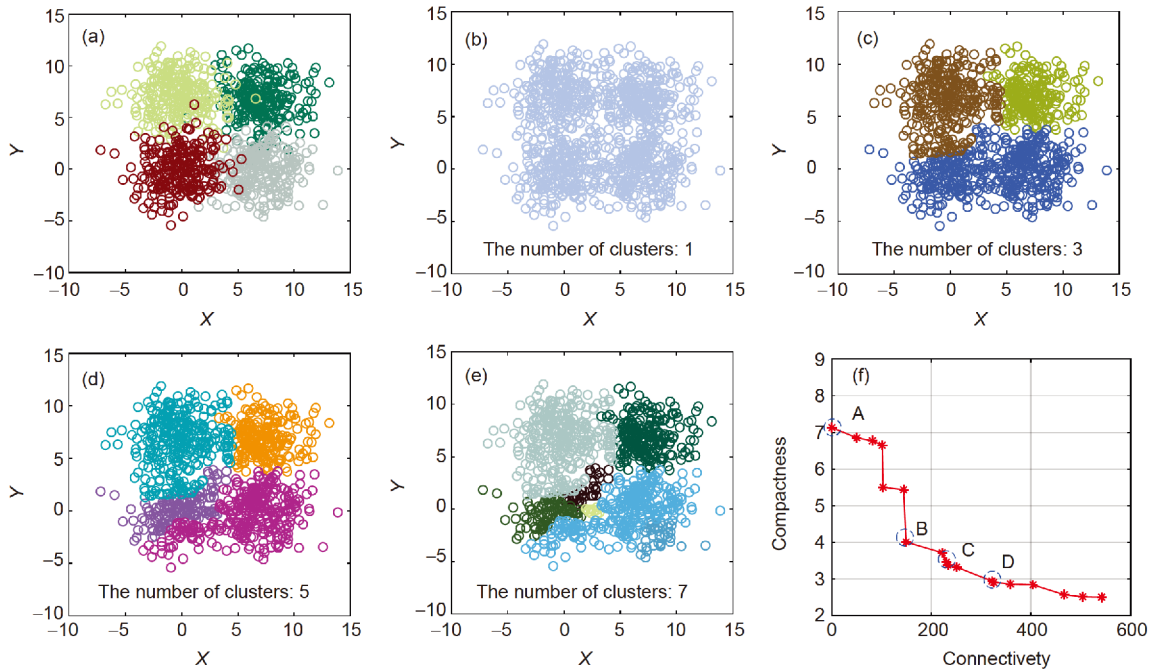 (a)
15
10
5
0
−5
−10
Y
−10 −5 0 5 10 15
X
(b)
15
10
5
0
−5
−10
Y
The number of clusters: 1
−10 −5 0 5 10 15
X
(c)
15
10
5
0
−5
−10
Y
The number of clusters: 3
−10 −5 0 5 10 15
X
(d)
15
10
5
0
−5
−10
Y
The number of clusters: 5
−10 −5 0 5 10 15
X
(e)
15
10
5
0
−5
−10
Y
The number of clusters: 7
−10 −5 0 5 10 15
X
(f)
9
8
7
6
5
4
3
2
Compactness
A
B
C
D
0 200 400 600
Connectivity